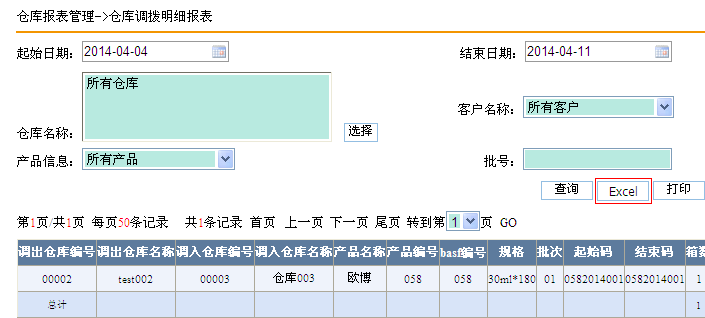 仓库报表管理->仓库调拨明细报表
起始日期: 2014-04-04 结束日期: 2014-04-11
所有仓库
仓库名称: 选择 客户名称: 所有客户
产品信息: 所有产品 批号:
查询 Excel 打印
第1页/共1页 每页50条记录 共1条记录 首页 上一页 下一页 尾页 转到第 1 页 GO
调出仓库编号 调出仓库名称 调入仓库编号 调入仓库名称 产品名称 产品编号 basf编号 规格 批次 起始码 结束码 箱数
00002 test002 00003 仓库003 欧博 058 058 30ml*180 01 0582014001 0582014001 1
总计 1